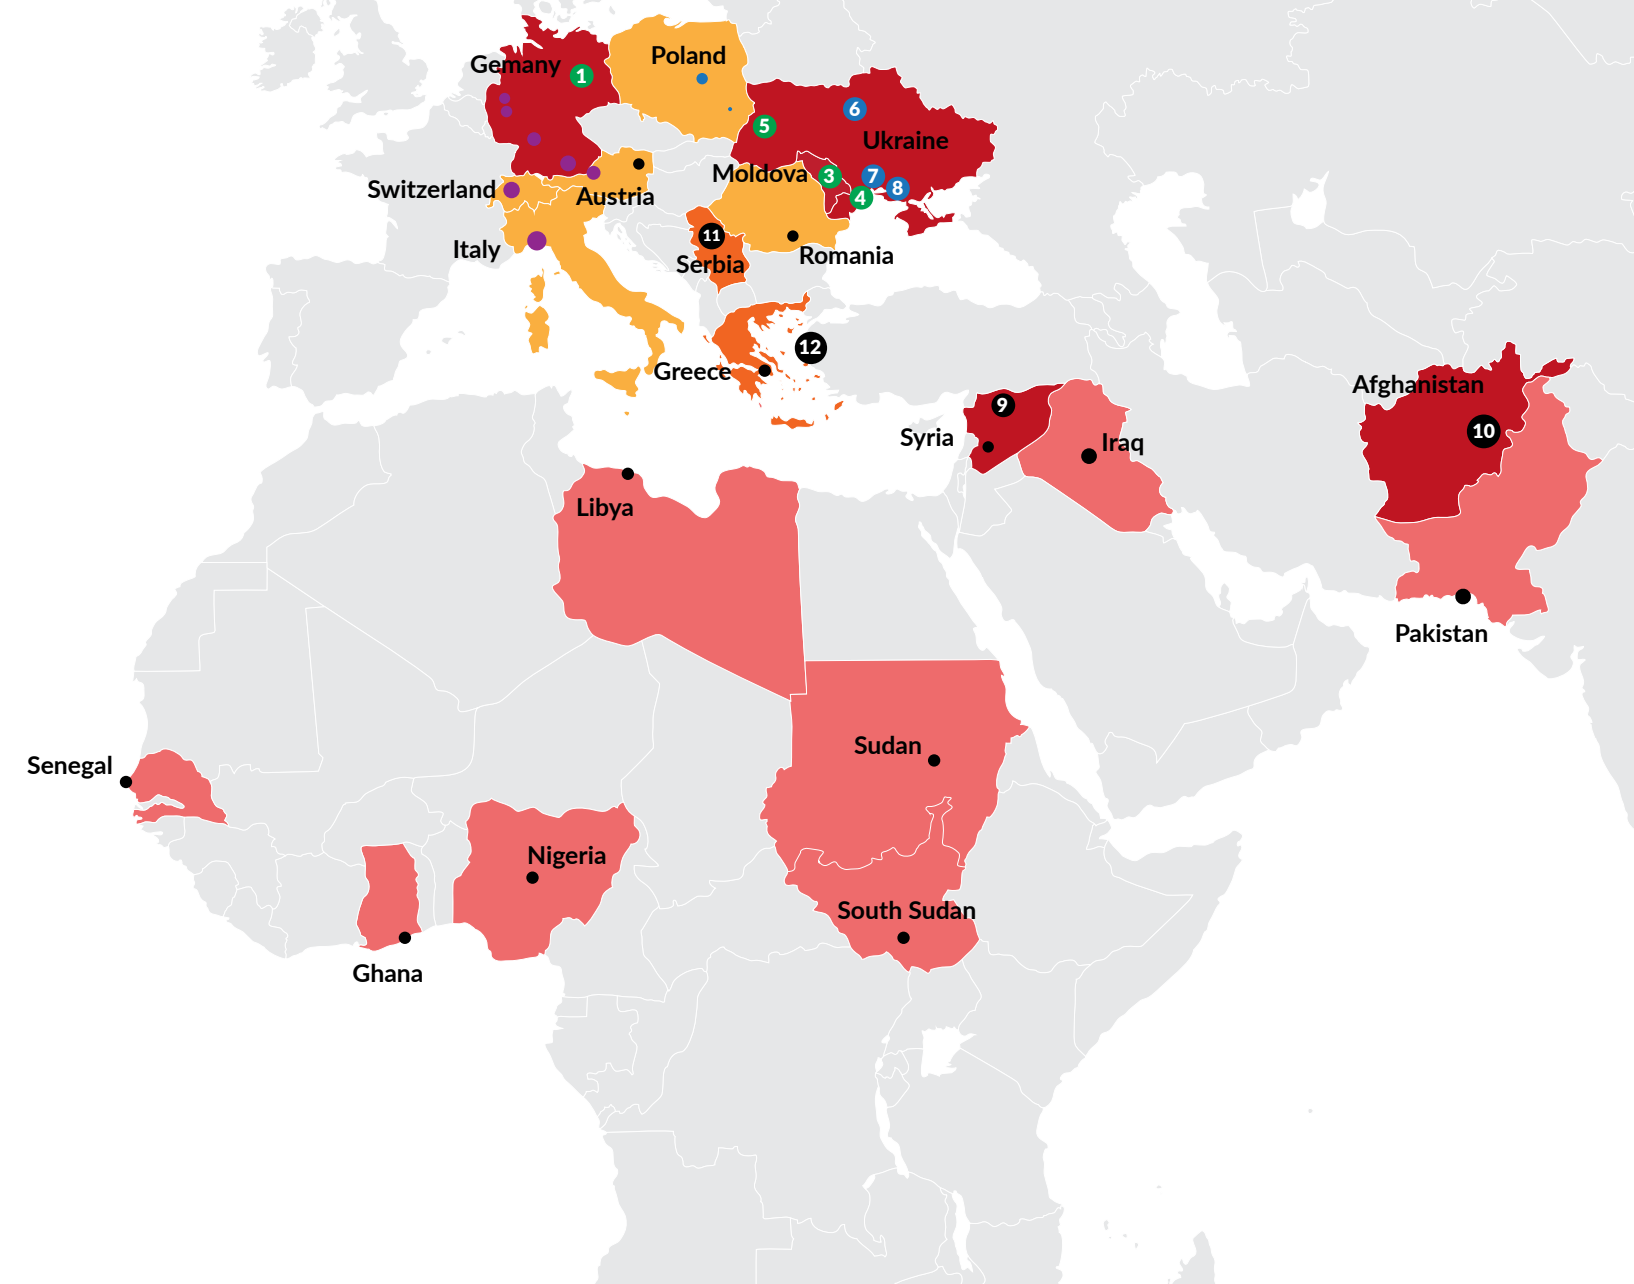 Poland
Gemany
1
6
5
Ukraine
Moldova
3
7
8
4
Switzerland
Austria
11
Italy
Romania
Serbia
12
Greece
Afghanistan
9
10
Syria
Iraq
Libya
Pakistan
Sudan
Senegal
Nigeria
South Sudan
Ghana